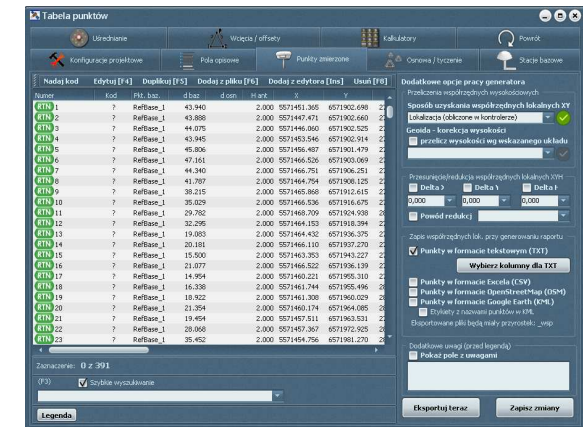 Tabela punktów
Uśrednianie Wcięcia / offsety Kalkulatory Powrót
Konfiguracje projektowe Pola opisowe Punkty zmierzone Osnowa / tyczenie Stacje bazowe
Nadaj kod Edytuj [F4] Duplikuj [F5] Dodaj z pliku [F6] Dodaj z edytora [Ins] Usuń [F8]
Numer Kod Pkt. baz. d baz d osn H ant X Y
RTN 1 ? RefBase_1 43.940 2.000 5571451.365 6571902.698
RTN 2 ? RefBase_1 43.888 2.000 5571447.471 6571902.660
RTN 3 ? RefBase_1 44.075 2.000 5571446.060 6571902.525
RTN 4 ? RefBase_1 43.945 2.000 5571453.546 6571902.914
RTN 5 ? RefBase_1 45.806 2.000 5571456.487 6571901.479
RTN 6 ? RefBase_1 47.161 2.000 5571466.526 6571903.069
RTN 7 ? RefBase_1 44.340 2.000 5571466.751 6571906.251
RTN 8 ? RefBase_1 41.787 2.000 5571464.754 6571908.125
RTN 9 ? RefBase_1 38.215 2.000 5571465.868 6571912.615
RTN 10 ? RefBase_1 35.029 2.000 5571466.536 6571916.675
RTN 11 ? RefBase_1 29.782 2.000 5571468.709 6571924.938
RTN 12 ? RefBase_1 32.295 2.000 5571464.153 6571918.394
RTN 13 ? RefBase_1 19.083 2.000 5571464.432 6571936.375
RTN 14 ? RefBase_1 20.181 2.000 5571466.110 6571937.270
RTN 15 ? RefBase_1 15.500 2.000 5571463.353 6571943.227
RTN 16 ? RefBase_1 21.077 2.000 5571466.522 6571936.139
RTN 17 ? RefBase_1 14.954 2.000 5571460.221 6571955.310
RTN 18 ? RefBase_1 16.338 2.000 5571461.744 6571955.496
RTN 19 ? RefBase_1 18.922 2.000 5571461.308 6571960.029
RTN 20 ? RefBase_1 21.354 2.000 5571460.174 6571964.085
RTN 21 ? RefBase_1 19.454 2.000 5571457.511 6571963.531
RTN 22 ? RefBase_1 28.068 2.000 5571457.367 6571972.925
RTN 23 ? RefBase_1 35.452 2.000 5571454.756 6571981.270
Zaznaczenie: 0 z 391
(F3) Szybkie wyszukiwanie
Legenda
Dodatkowe opcje pracy generatora
Przeliczenia współrzędnych wysokościowych
Sposób uzyskania współrzędnych lokalnych XY
Lokalizacja (obliczone w kontrolerze)
Geoida - korekcja wysokości
przelicz wysokości wg wskazanego układu
Przesunięcie/redukcja współrzędnych lokalnych XYH
Delta Delta Delta
0,000 0,000 0,000
Powód redukcj
Zapis współrzędnych lok. przy generowaniu raportu
Punkty w formacie tekstowym (TXT)
Wybierz kolumny dla TXT
Punkty w formacie Excela (CSV)
Punkty w formacie OpenStreetMap (OSM)
Punkty w formacie Google Earth (KML)
Etykiety z nazwami punktów w KML
Eksportowane pliki będą miały przyrostek: _wsp
Dodatkowe uwagi (przed legendą)
Pokaż pole z uwagami
Eksportuj teraz Zapisz zmiany